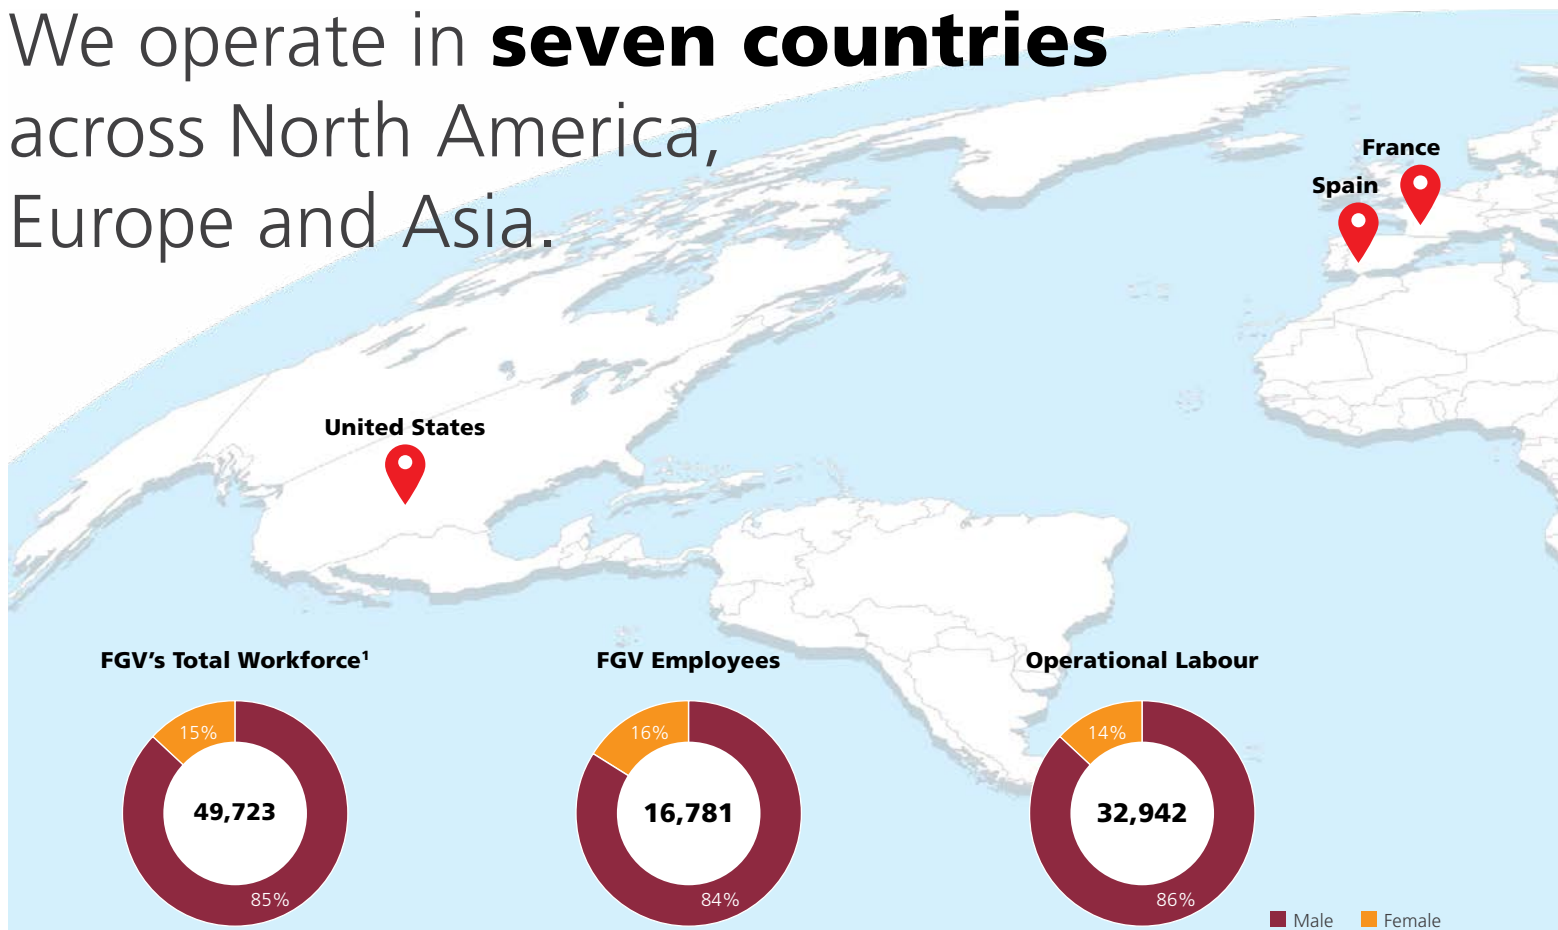 We operate in seven countries
across North America,
Europe and Asia.
France
Spain
United States
FGV’s Total Workforce¹
15%
49,723
85%
FGV Employees
16%
16,781
84%
Operational Labour
14%
32,942
86%
Male
Female